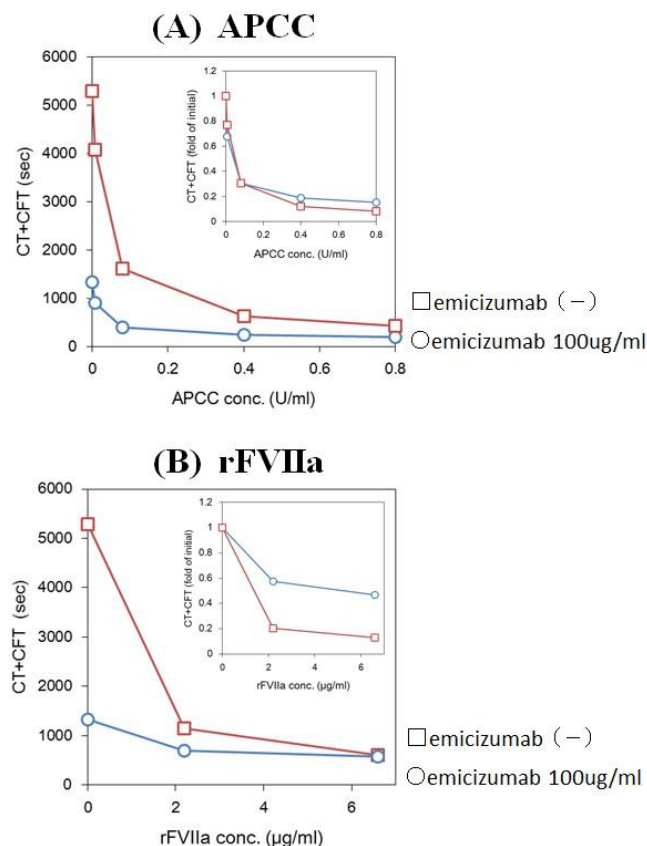 (A) APCC
6000
5000
4000
3000
2000
1000
0
CT+CFT (sec)
0 0.2 0.4 0.6 0.8
APCC conc. (U/ml)
1.2
1
0.8
0.6
0.4
0.2
0
CT+CFT (fold of initial)
0 0.2 0.4 0.6 0.8
APCC conc. (U/ml)
□emicizumab（－）
○emicizumab 100ug/ml
(B) rFVIIa
6000
5000
4000
3000
2000
1000
0
CT+CFT (sec)
0 2 4 6
rFVIIa conc. (μg/ml)
1.2
1
0.8
0.6
0.4
0.2
0
CT+CFT (fold of initial)
0 2 4 6
rFVIIa conc. (μg/ml)
□emicizumab（－）
○emicizumab 100ug/ml